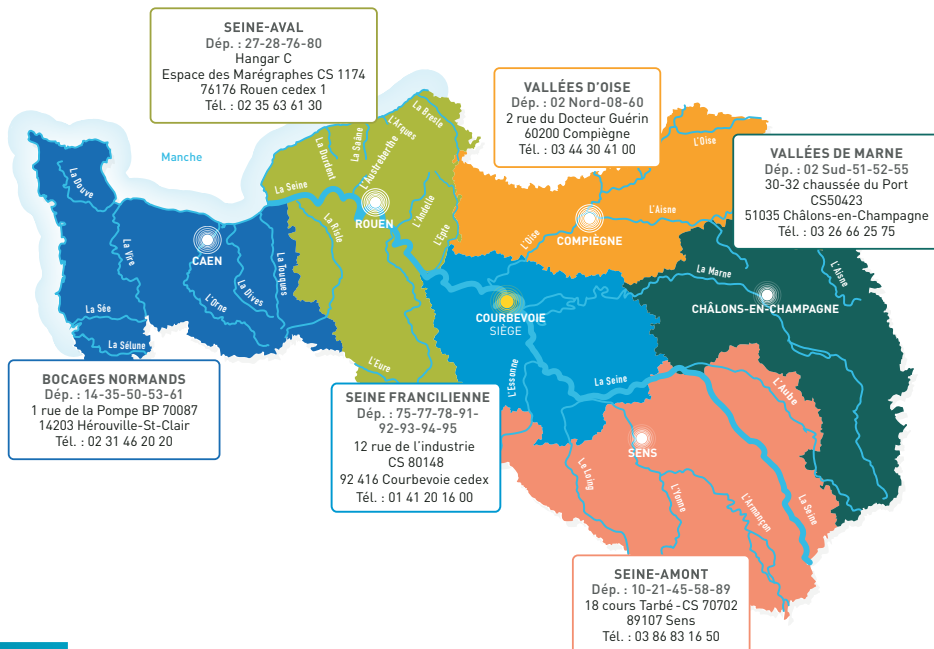 SEINE-AVAL
Dép. : 27-28-76-80
Hangar C
Espace des Marégraphes CS 1174
76176 Rouen cedex 1
Tél. : 02 35 63 61 30
VALLÉES D'OISE
Dép. : 02 Nord-08-60
2 rue du Docteur Guérin
60200 Compiègne
Tél. : 03 44 30 41 00
VALLÉES DE MARNE
Dép. : 02 Sud-51-52-55
30-32 chaussée du Port
CS50423
51035 Châlons-en-Champagne
Tél. : 03 26 66 25 75
Manche
La Douve
La Vire
La Sée
La Sélune
CAEN
L'Orne
La Dives
La Touques
La Seine
La Durdent
La Saâne
L'Austreberthe
L'Arques
La Bresle
ROUEN
La Risle
L'Andelle
L'Epte
L'Eure
L'Oise
L'Aisne
L'Oise
COMPIÈGNE
COURBEVOIE
SIÈGE
L'Essonne
La Seine
La Marne
L'Aisne
CHÂLONS-EN-CHAMPAGNE
L'Aube
SENS
Le Loing
L'Yonne
L'Armançon
La Seine
BOCAGES NORMANDS
Dép. : 14-35-50-53-61
1 rue de la Pompe BP 70087
14203 Hérouville-St-Clair
Tél. : 02 31 46 20 20
SEINE FRANCILIENNE
Dép. : 75-77-78-91-
92-93-94-95
12 rue de l'industrie
CS 80148
92 416 Courbevoie cedex
Tél. : 01 41 20 16 00
SEINE-AMONT
Dép. : 10-21-45-58-89
18 cours Tarbé - CS 70702
89107 Sens
Tél. : 03 86 83 16 50